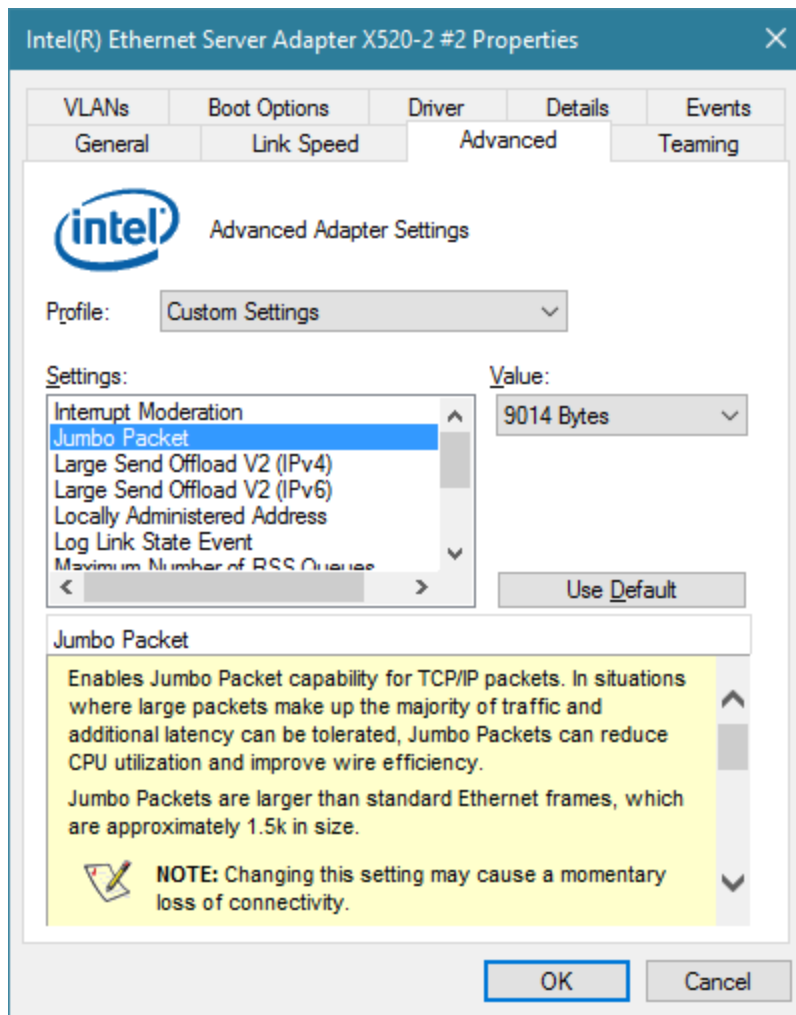 Intel(R) Ethernet Server Adapter X520-2 #2 Properties
VLANs Boot Options Driver Details Events
General Link Speed Advanced Teaming
intel Advanced Adapter Settings
Profile: Custom Settings
Settings: Value:
Interrupt Moderation 9014 Bytes
Jumbo Packet
Large Send Offload V2 (IPv4)
Large Send Offload V2 (IPv6)
Locally Administered Address
Log Link State Event
Maximum Number of RSS Queues
Use Default
Jumbo Packet
Enables Jumbo Packet capability for TCP/IP packets. In situations
where large packets make up the majority of traffic and
additional latency can be tolerated, Jumbo Packets can reduce
CPU utilization and improve wire efficiency.
Jumbo Packets are larger than standard Ethernet frames, which
are approximately 1.5k in size.
NOTE: Changing this setting may cause a momentary
loss of connectivity.
OK Cancel